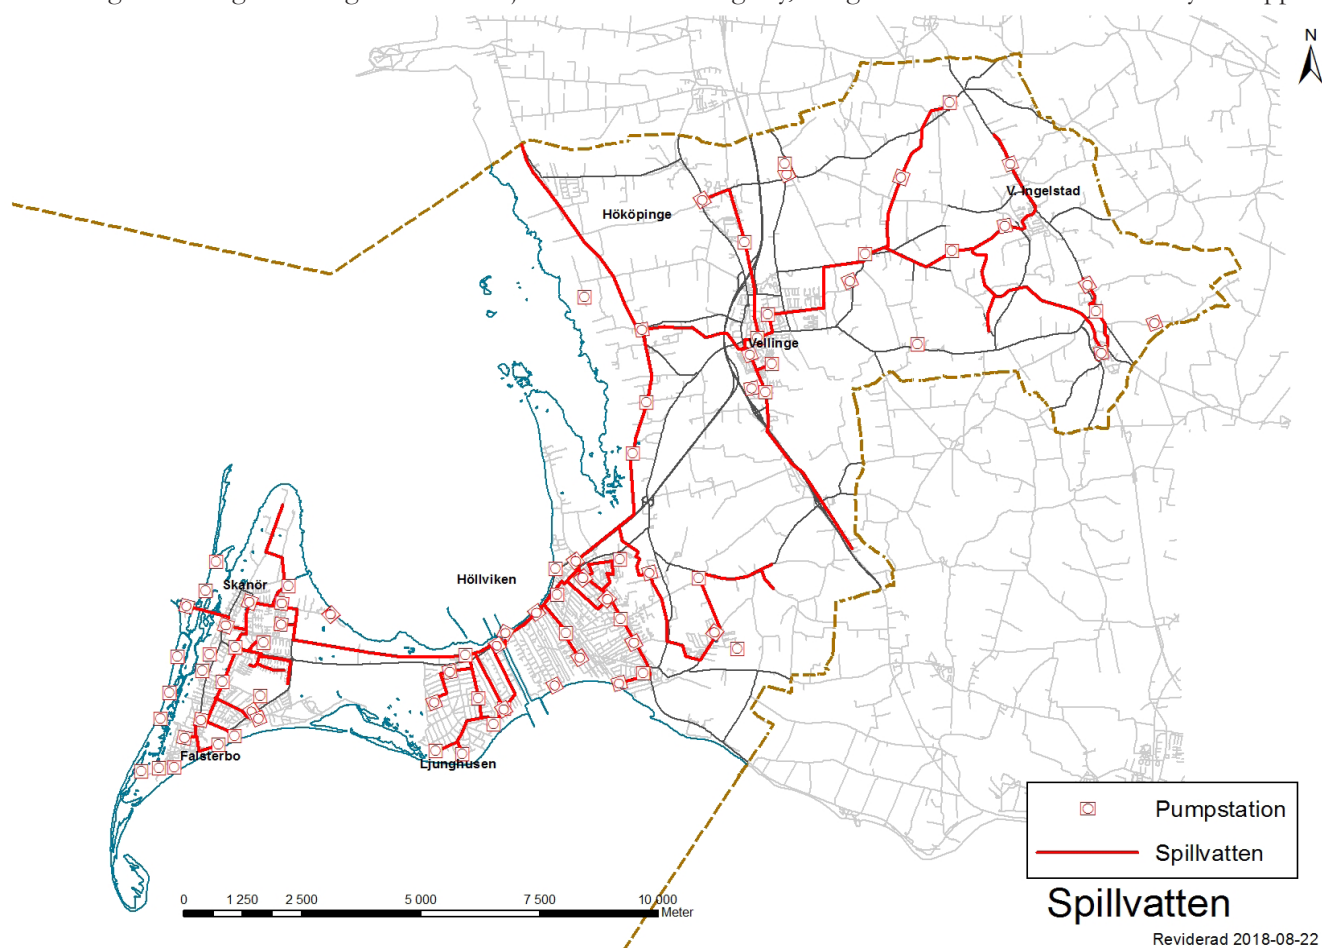 N
V. Ingelstad
Hököpinge
Vellinge
Skanör
Höllviken
Falsterbo
Ljunghusen
Pumpstation
Spillvatten
0 1 250 2 500 5 000 7 500 10 000
Meter
Spillvatten
Reviderad 2018-08-22